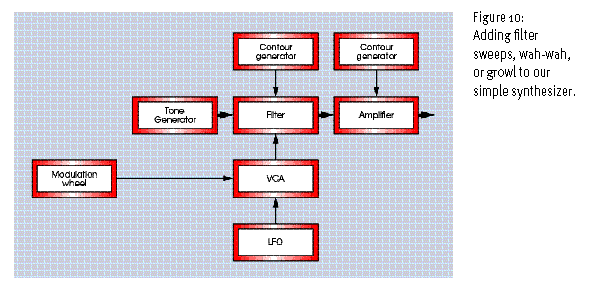 Contour
generator
Contour
generator
Tone
Generator
Filter
Amplifier
Modulation
wheel
VCA
LFO
Figure 10:
Adding filter
sweeps, wah-wah,
or growl to our
simple synthesizer.